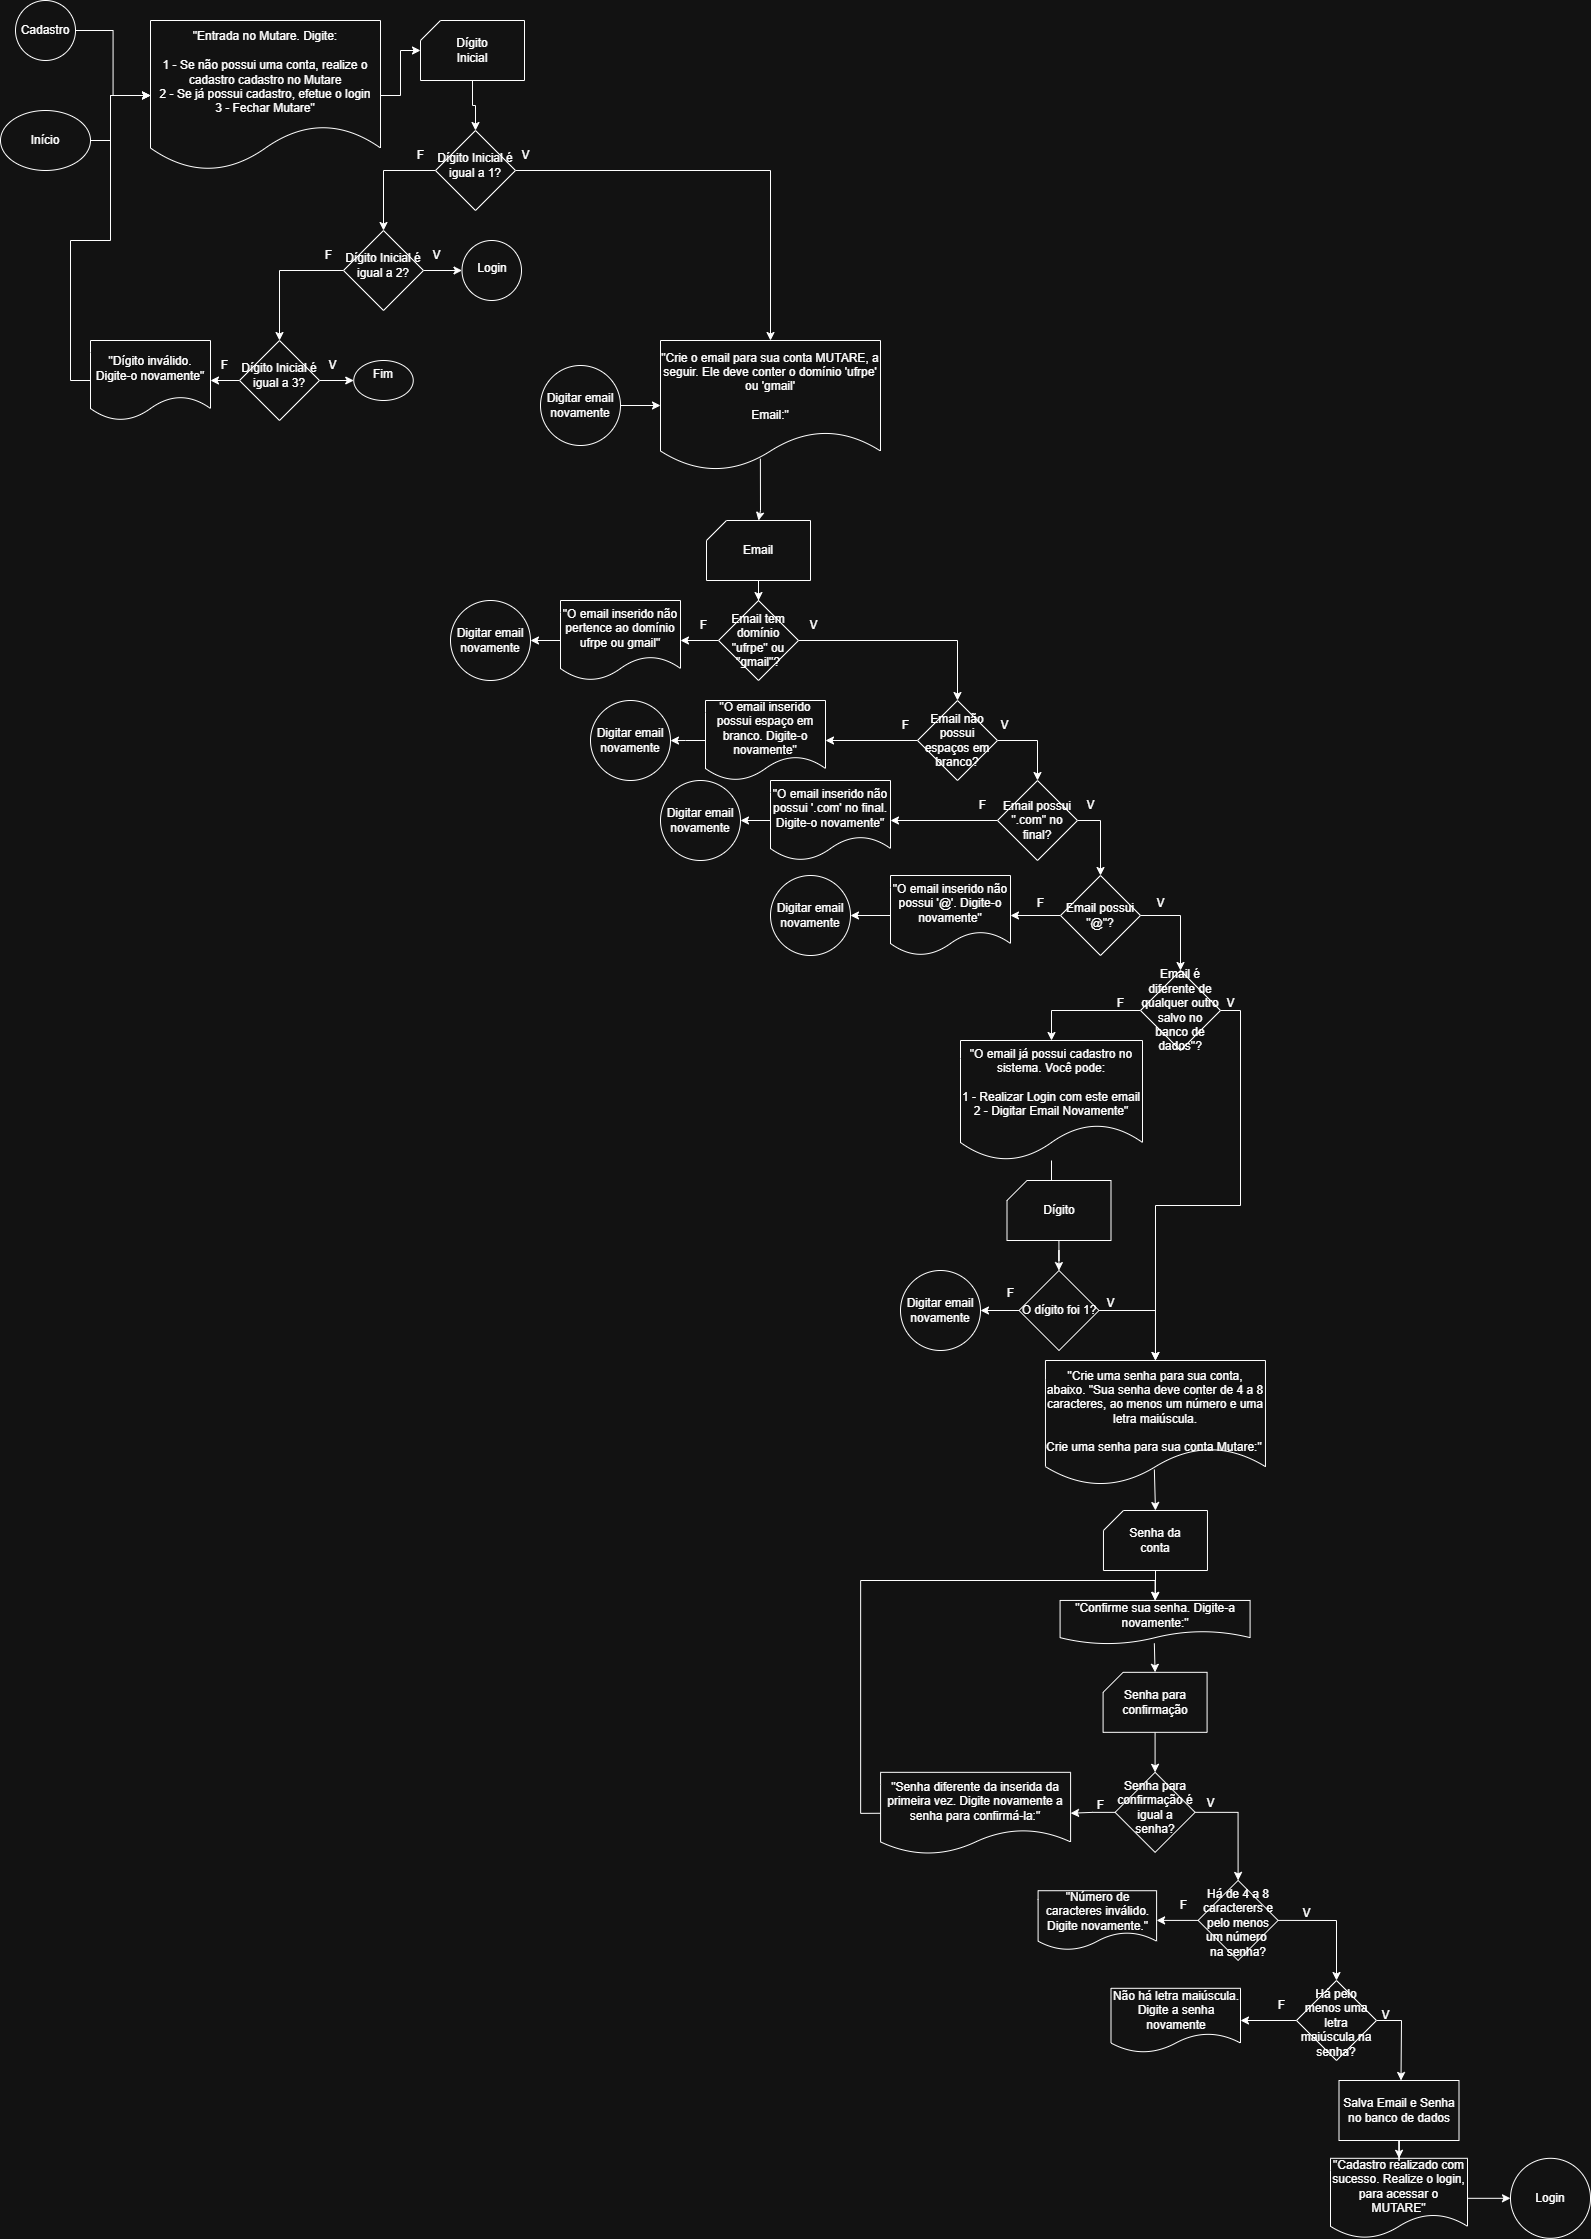 Cadastro
"Entrada no Mutare. Digite:
1 - Se não possui uma conta, realize o
cadastro cadastro no Mutare
2 - Se já possui cadastro, efetue o login
3 - Fechar Mutare"
Dígito
Inicial
Início
F
Dígito Inicial é
igual a 1?
V
F
Dígito Inicial é
igual a 2?
V
Login
"Dígito inválido.
Digite-o novamente"
F
Dígito Inicial é
igual a 3?
V
Fim
Digitar email
novamente
"Crie o email para sua conta MUTARE, a
seguir. Ele deve conter o domínio 'ufrpe'
ou 'gmail'
Email:"
Email
Digitar email
novamente
"O email inserido não
pertence ao domínio
ufrpe ou gmail"
F
Email tem
domínio
"ufrpe" ou
"gmail"?
V
Digitar email
novamente
"O email inserido
possui espaço em
branco. Digite-o
novamente"
F
Email não
possui
espaços em
branco?
V
Digitar email
novamente
"O email inserido não
possui '.com' no final.
Digite-o novamente"
F
Email possui
".com" no
final?
V
Digitar email
novamente
"O email inserido não
possui '@'. Digite-o
novamente"
F
Email possui
"@"?
V
F
Email é
diferente de
qualquer outro
salvo no
banco de
dados"?
V
"O email já possui cadastro no
sistema. Você pode:
1 - Realizar Login com este email
2 - Digitar Email Novamente"
Dígito
Digitar email
novamente
F
O dígito foi 1?
V
"Crie uma senha para sua conta,
abaixo. "Sua senha deve conter de 4 a 8
caracteres, ao menos um número e uma
letra maiúscula.
Crie uma senha para sua conta Mutare:"
Senha da
conta
"Confirme sua senha. Digite-a
novamente:"
Senha para
confirmação
"Senha diferente da inserida da
primeira vez. Digite novamente a
senha para confirmá-la:"
F
Senha para
confirmação é
igual a
senha?
V
"Número de
caracteres inválido.
Digite novamente."
F
Há de 4 a 8
caracterers e
pelo menos
um número
na senha?
V
Não há letra maiúscula.
Digite a senha
novamente
F
Há pelo
menos uma
letra
maiúscula na
senha?
V
Salva Email e Senha
no banco de dados
"Cadastro realizado com
sucesso. Realize o login,
para acessar o
MUTARE"
Login